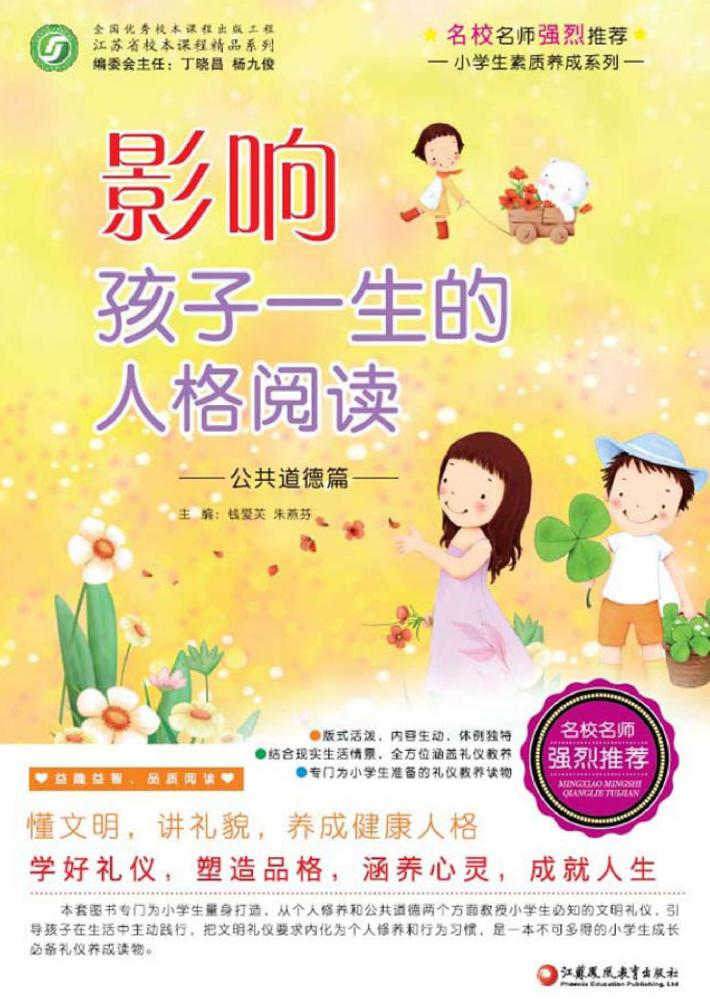 全国优秀校本课程出版工程
江苏省校本课程精品系列
编委会主任：丁晓昌 杨九俊
名校名师强烈推荐
小学生素质养成系列
影响
孩子一生的
人格阅读
公共道德篇
主 编：钱爱芙 朱燕芬
版式活泼，内容生动，体例独特
结合现实生活情景，全方位涵盖礼仪教养
专门为小学生准备的礼仪教养读物
名校名师
强烈推荐
MINGXIAO MINGSHI
QIANGLIE TUIJIAN
益趣益智、品质阅读
懂文明，讲礼貌，养成健康人格
学好礼仪，塑造品格，涵养心灵，成就人生
本套图书专门为小学生量身打造，从个人修养和公共道德两个方面教授小学生必知的文明礼仪，引
导孩子在生活中主动践行，把文明礼仪要求内化为个人修养和行为习惯，是一本不可多得的小学生成长
必备礼仪养成读物。
江苏凤凰教育出版社
Phoenix Education Publishing, Ltd